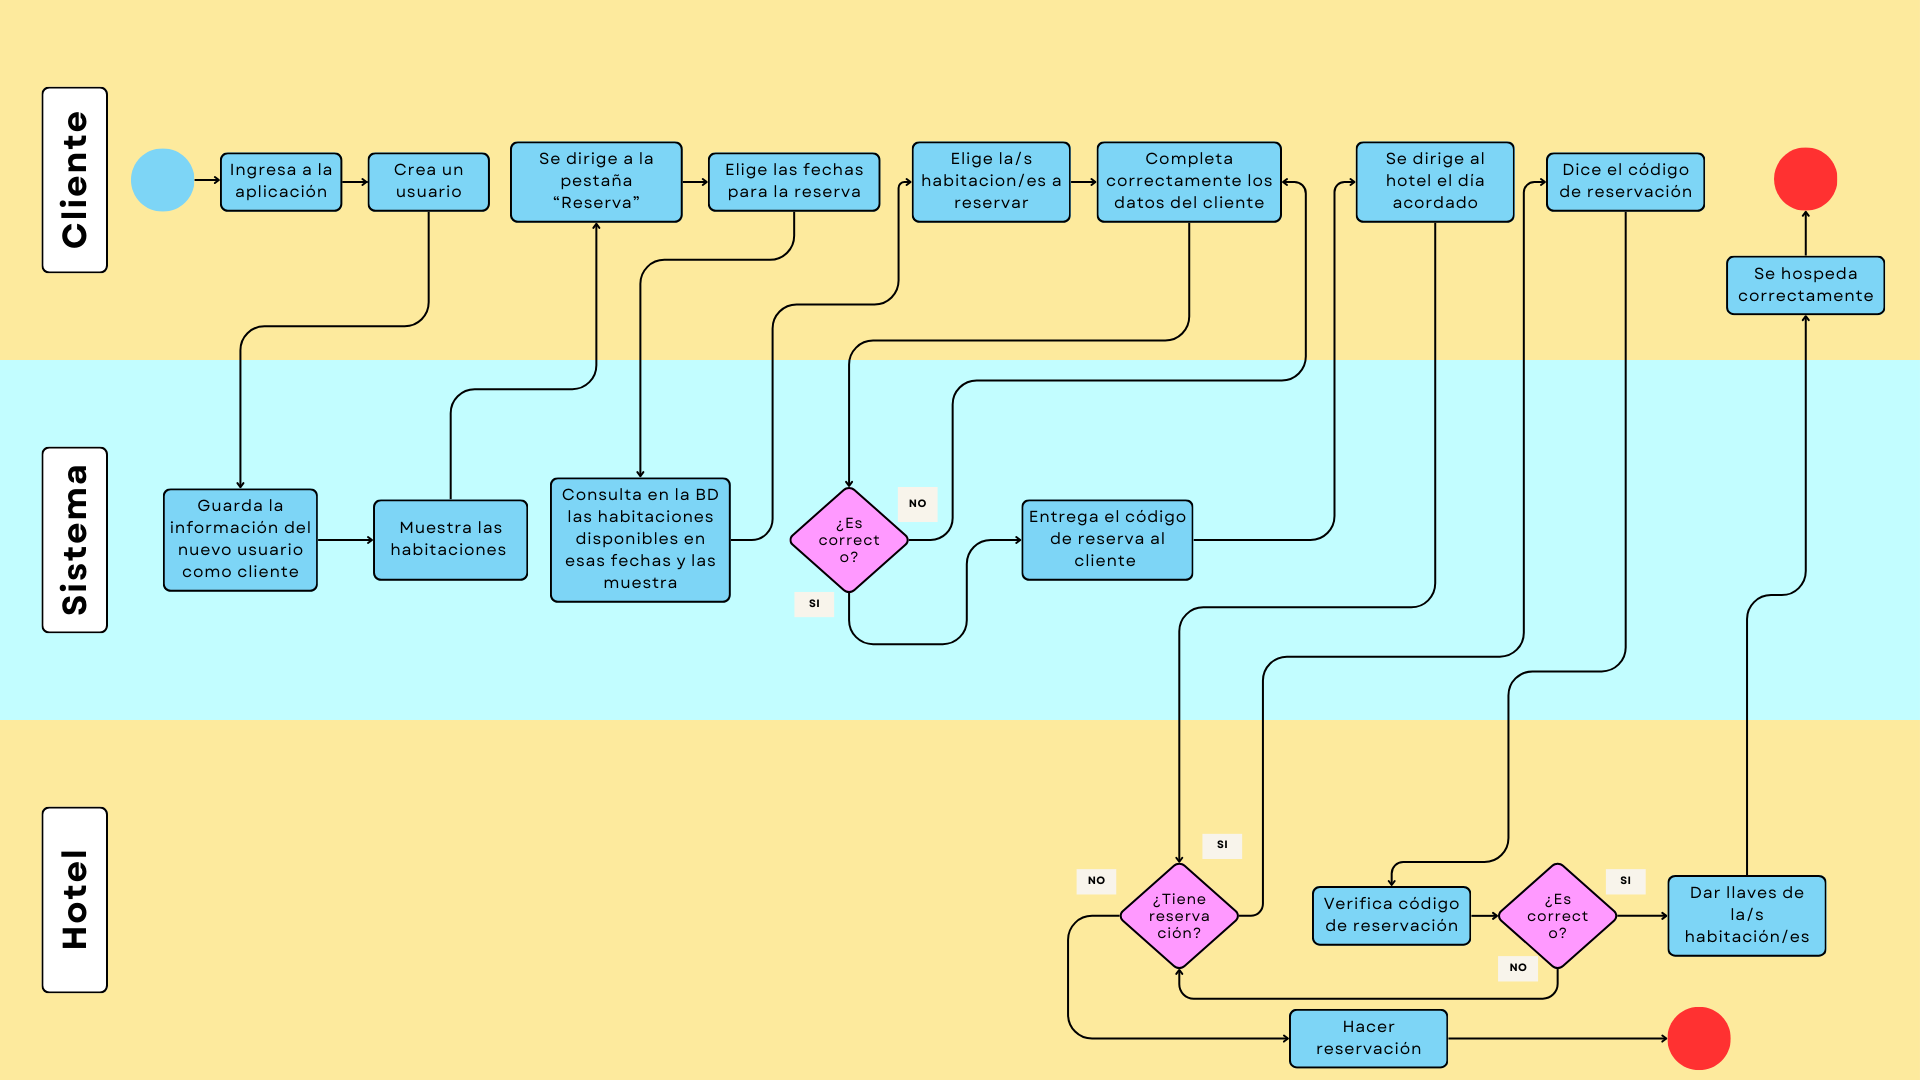 Cliente
Ingresa a la
aplicación
Crea un
usuario
Se dirige a la
pestaña
“Reserva”
Elige las fechas
para la reserva
Elige la/s
habitacion/es a
reservar
Completa
correctamente los
datos del cliente
Se dirige al
hotel el día
acordado
Dice el código
de reservación
Se hospeda
correctamente
Sistema
Guarda la
información del
nuevo usuario
como cliente
Muestra las
habitaciones
Consulta en la BD
las habitaciones
disponibles en
esas fechas y las
muestra
¿Es
correct
o?
NO
SI
Entrega el código
de reserva al
cliente
Hotel
NO
SI
¿Tiene
reserva
ción?
Verifica código
de reservación
¿Es
correct
o?
SI
NO
Dar llaves de
la/s
habitación/es
Hacer
reservación